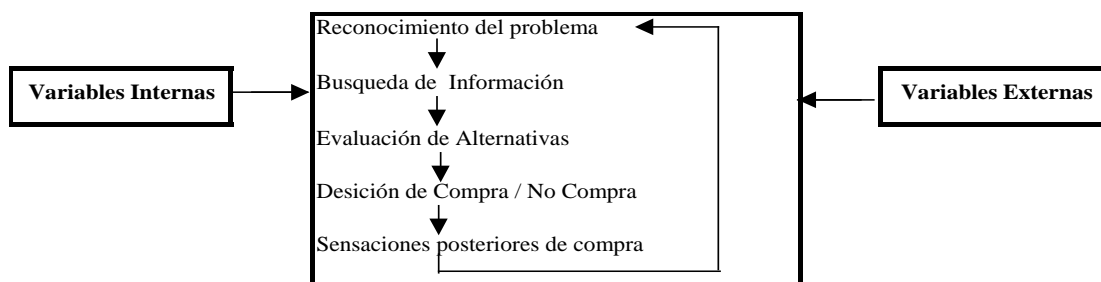 Reconocimiento del problema
Variables Internas
Busqueda de Información
Variables Externas
Evaluación de Alternativas
Desición de Compra / No Compra
Sensaciones posteriores de compra